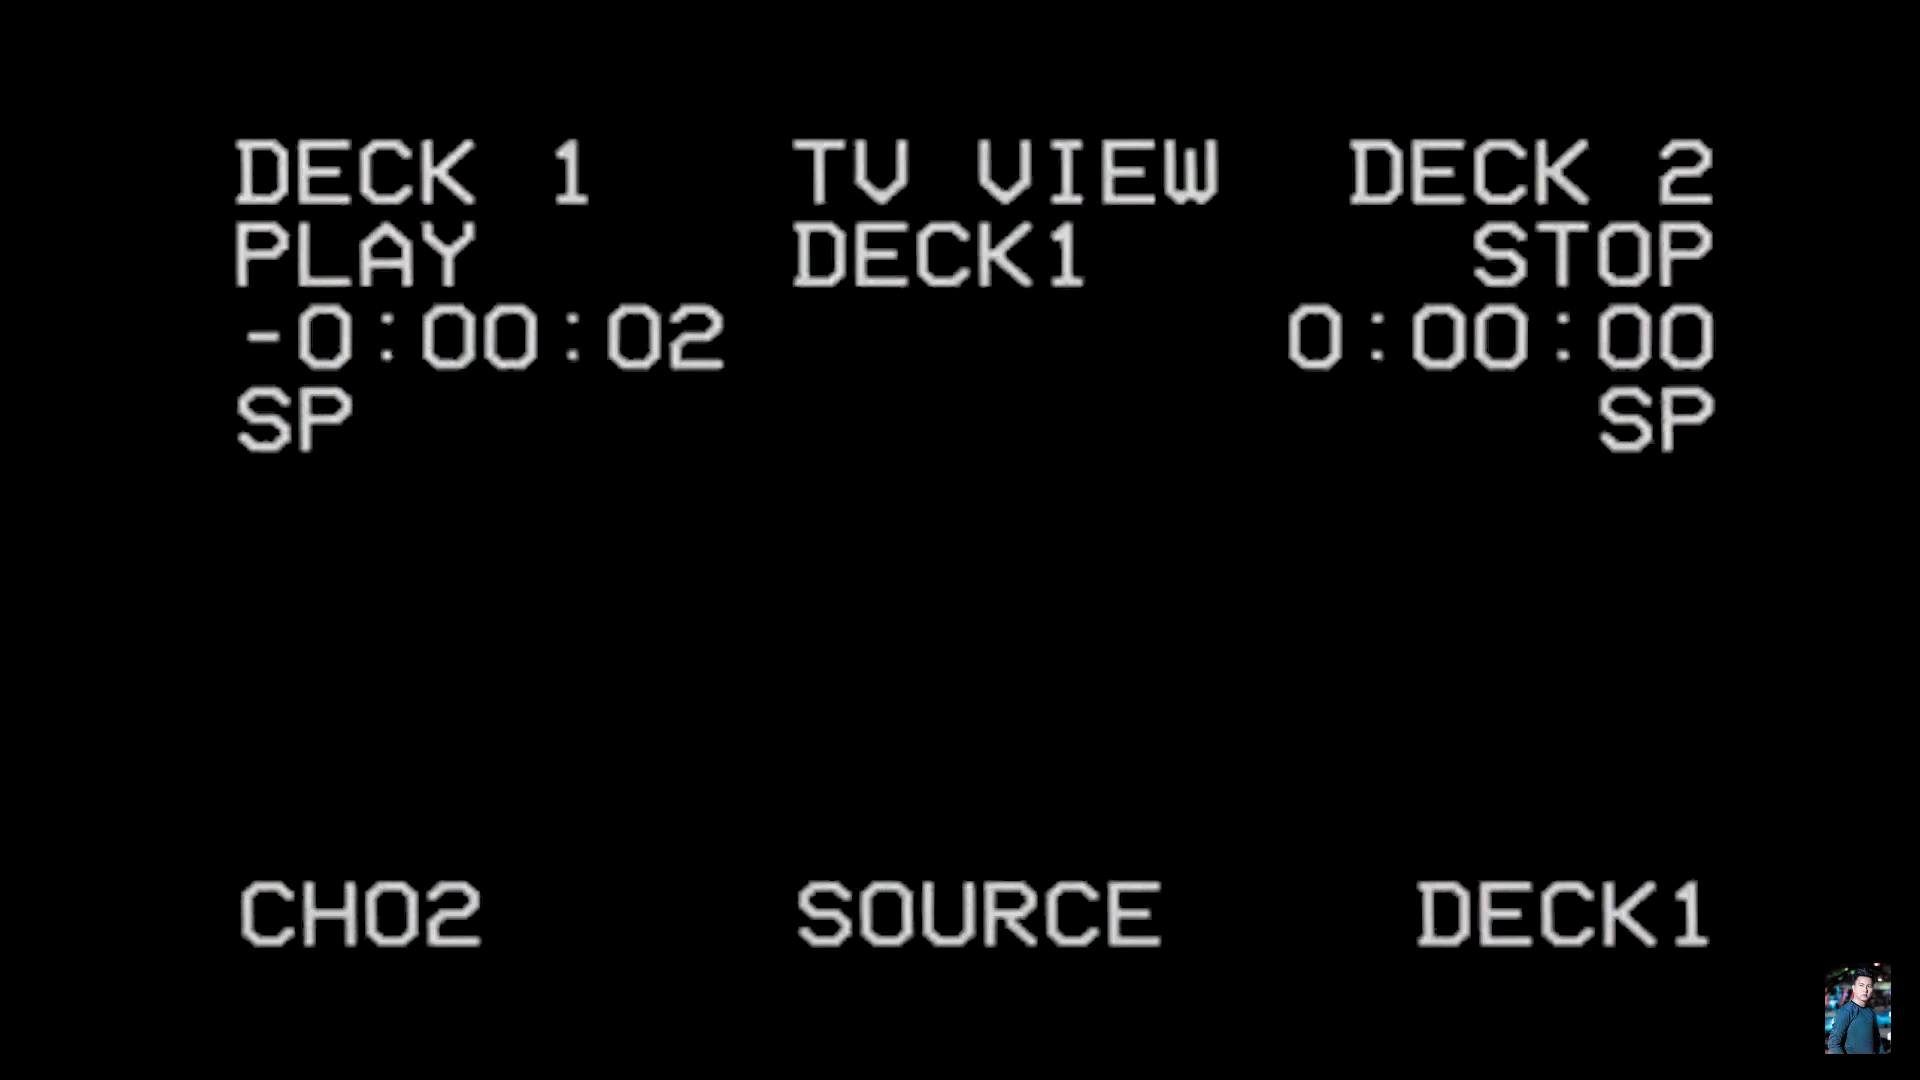 DECK 1 TV VIEW DECK 2
PLAY DECK1 STOP
-0:00:02 0:00:00
SP SP
CH02 SOURCE DECK1